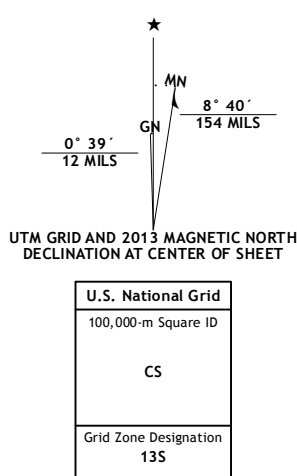 MN
GN
8° 40´
154 MILS
0° 39´
12 MILS
UTM GRID AND 2013 MAGNETIC NORTH
DECLINATION AT CENTER OF SHEET
U.S. National Grid
100,000-m Square ID
CS
Grid Zone Designation
13S